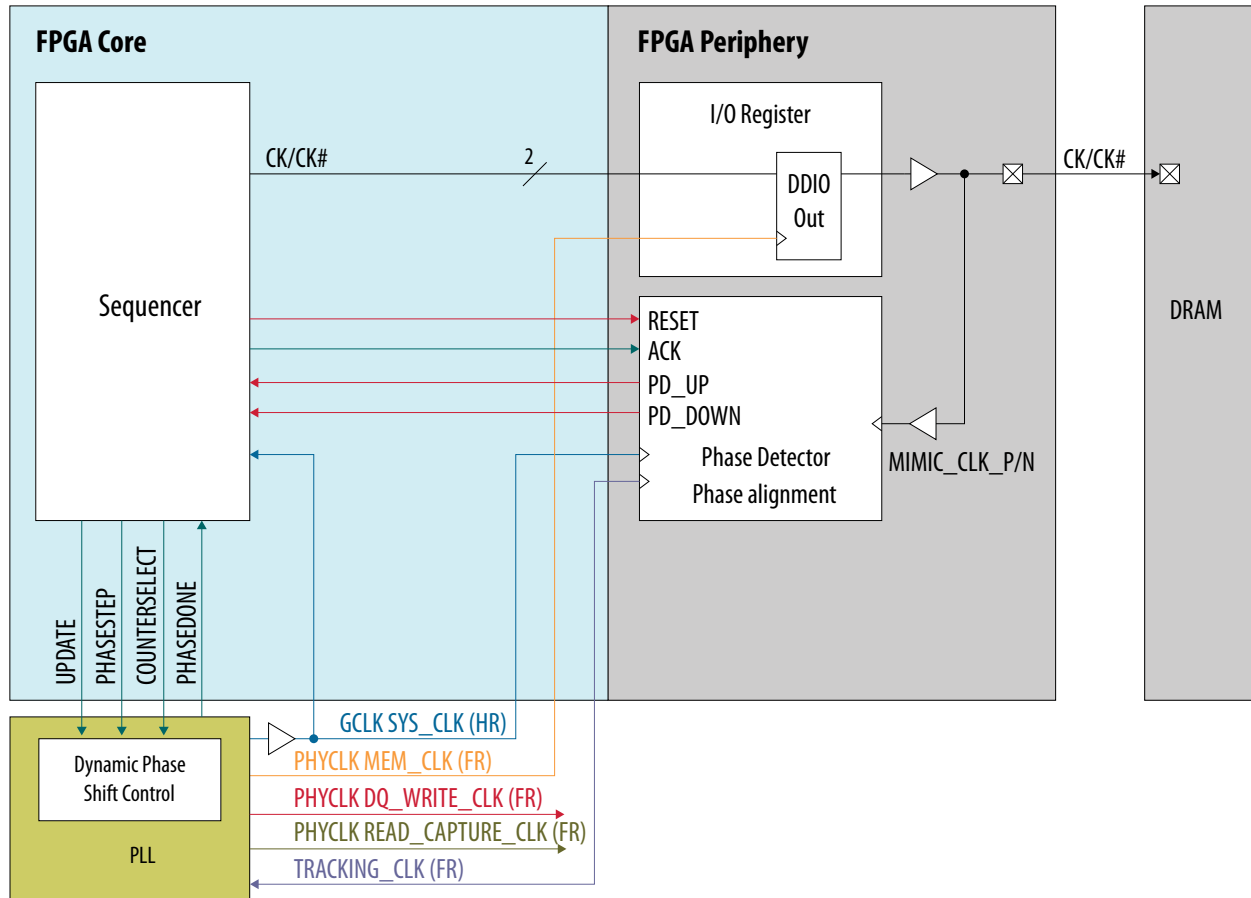 FPGA Core
FPGA Periphery
I/O Register
CK/CK#
2
DDIO
Out
CK/CK#
Sequencer
DRAM
RESET
ACK
PD_UP
PD_DOWN
Phase Detector
Phase alignment
MIMIC_CLK_P/N
UPDATE
PHASESTEP
COUNTERSELECT
PHASEDONE
GCLK SYS_CLK (HR)
Dynamic Phase
Shift Control
PHYCLK MEM_CLK (FR)
PHYCLK DQ_WRITE_CLK (FR)
PHYCLK READ_CAPTURE_CLK (FR)
PLL
TRACKING_CLK (FR)